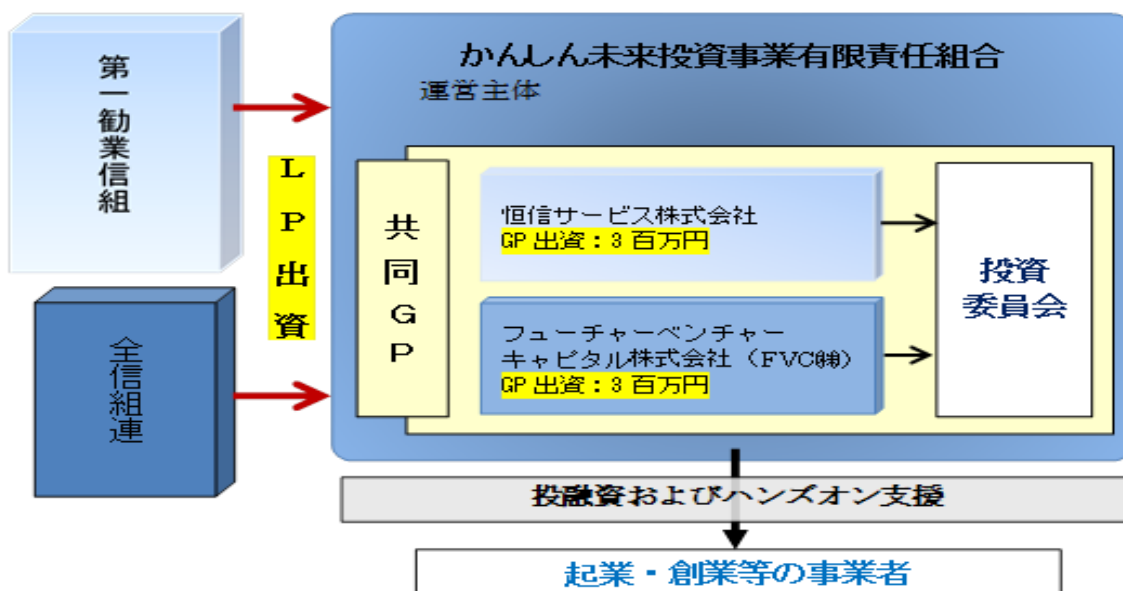 第一勧業信組
全信組連
LP出資
かんしん未来投資事業有限責任組合
運営主体
共同GP
恒信サービス株式会社
GP 出資：3 百万円
フューチャーベンチャー
キャピタル株式会社（FVC㈱）
GP 出資：3 百万円
投資
委員会
投融資およびハンズオン支援
起業・創業等の事業者